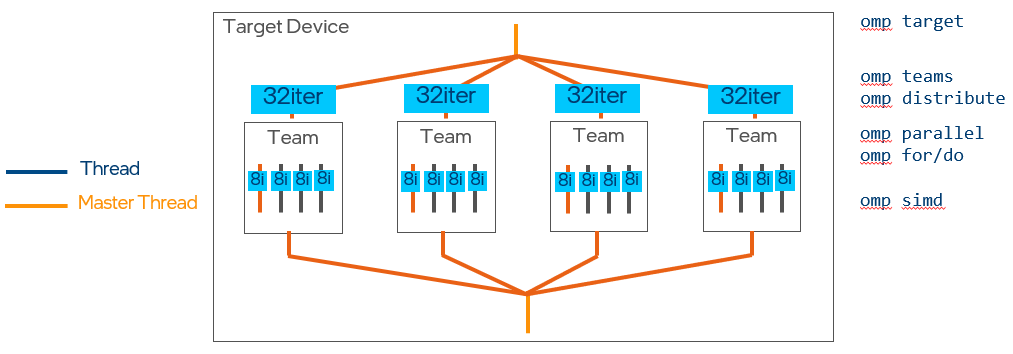 Target Device
omp target
32iter 32iter 32iter 32iter
omp teams
omp distribute
Team Team Team Team
omp parallel
omp for/do
Thread
Master Thread
8i 8i 8i 8i 8i 8i 8i 8i 8i 8i 8i 8i 8i 8i 8i 8i
omp simd